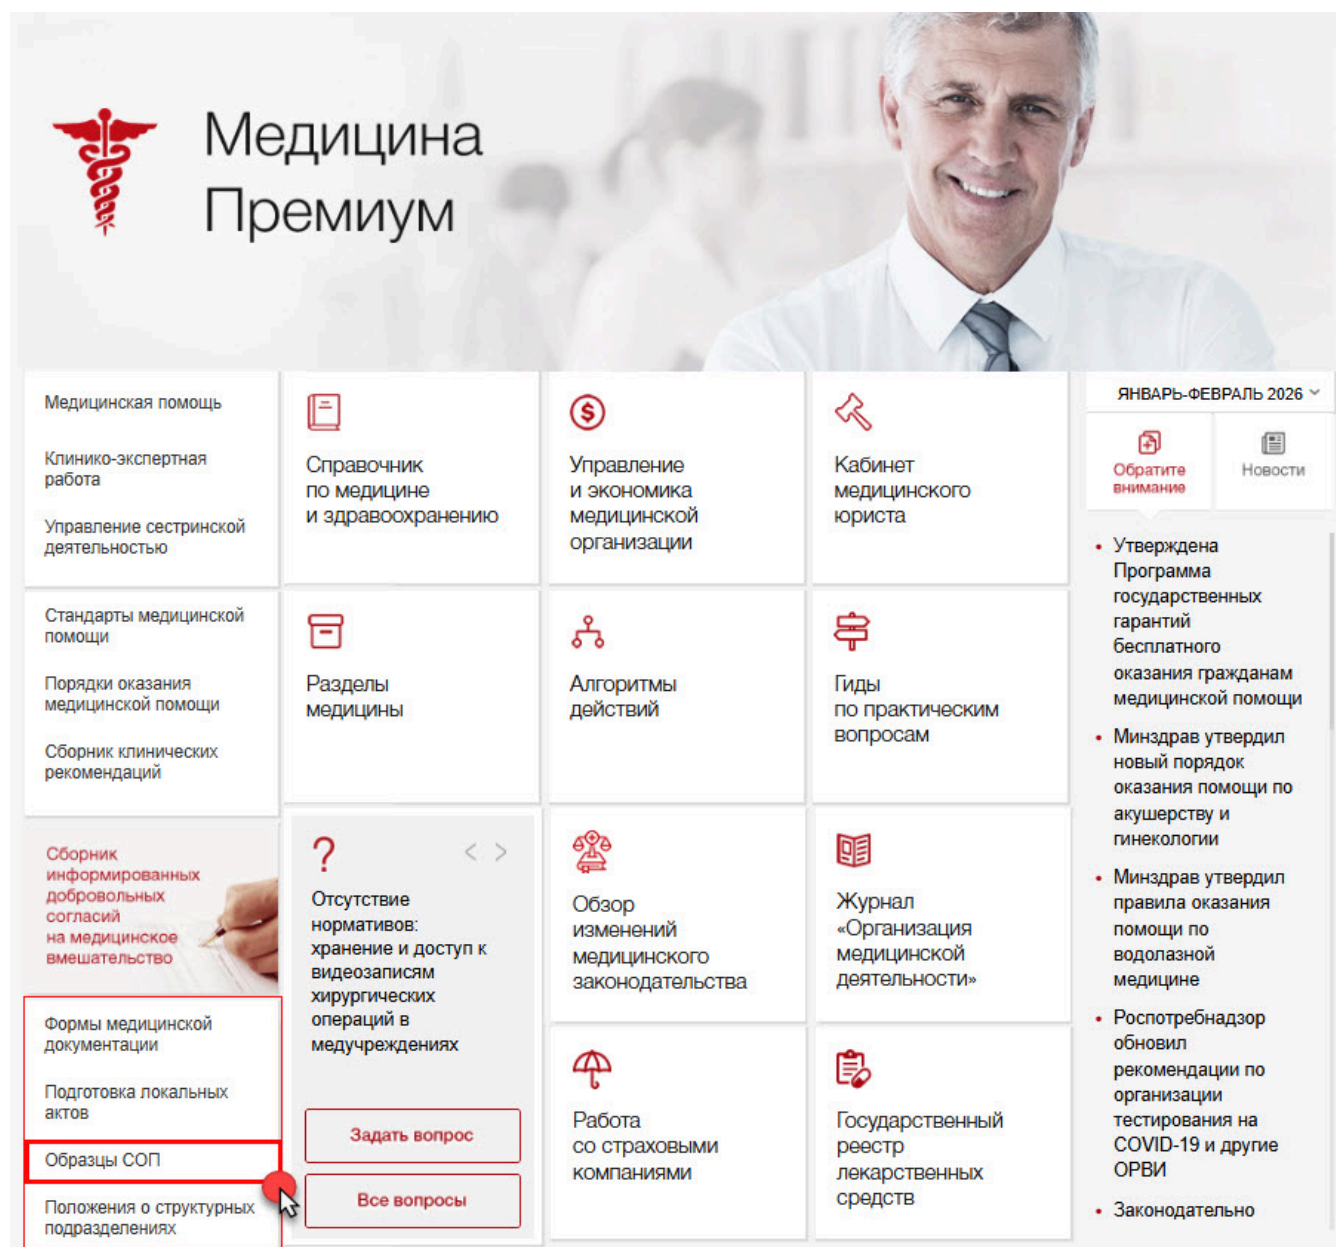 Медицина
Премиум
Медицинская помощь
Клинико-экспертная
работа
Управление сестринской
деятельностью
Справочник
по медицине
и здравоохранению
Управление
и экономика
медицинской
организации
Кабинет
медицинского
юриста
ЯНВАРЬ-ФЕВРАЛЬ 2026
Обратите
внимание
Новости
Стандарты медицинской
помощи
Порядки оказания
медицинской помощи
Сборник клинических
рекомендаций
Разделы
медицины
Алгоритмы
действий
Гиды
по практическим
вопросам
• Утверждена
Программа
государственных
гарантий
бесплатного
оказания гражданам
медицинской помощи
• Минздрав утвердил
новый порядок
оказания помощи по
акушерству и
гинекологии
• Минздрав утвердил
правила оказания
помощи по
водолазной
медицине
• Роспотребнадзор
обновил
рекомендации по
организации
тестирования на
COVID-19 и другие
ОРВИ
• Законодательно
Сборник
информированных
добровольных
согласий
на медицинское
вмешательство
?
< >
Отсутствие
нормативов:
хранение и доступ к
видеозаписям
хирургических
операций в
медучреждениях
Задать вопрос
Все вопросы
Обзор
изменений
медицинского
законодательства
Журнал
«Организация
медицинской
деятельности»
Формы медицинской
документации
Подготовка локальных
актов
Образцы СОП
Положения о структурных
подразделениях
Работа
со страховыми
компаниями
Государственный
реестр
лекарственных
средств